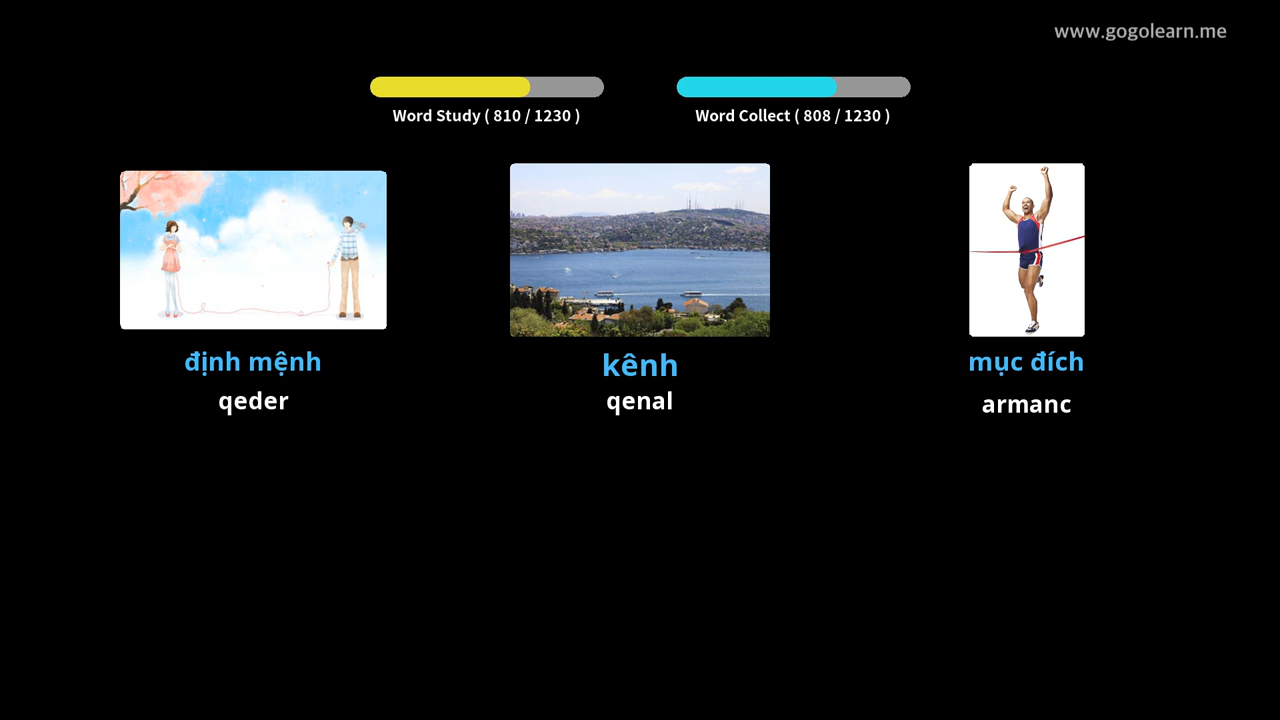 www.gogolearn.me
Word Study ( 810 / 1230 )
Word Collect ( 808 / 1230 )
định mệnh
qeder
kênh
qenal
mục đích
armanc